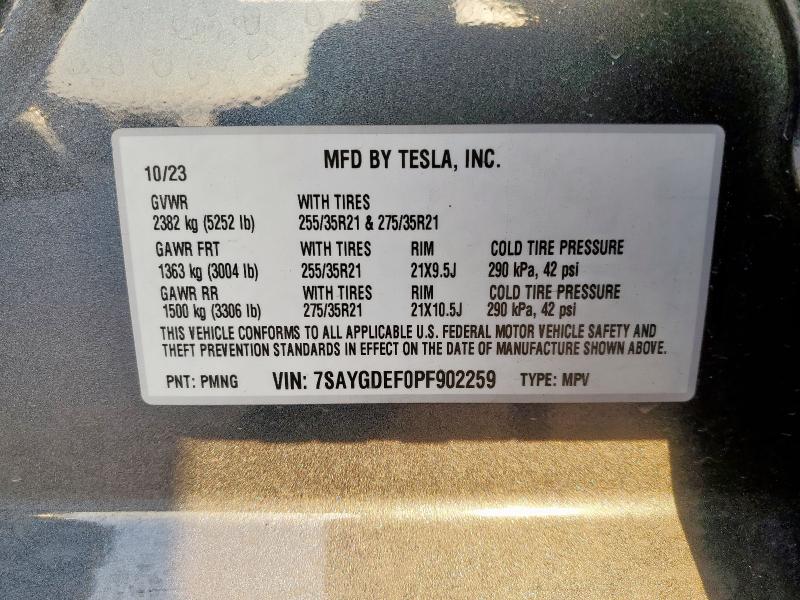 MFD BY TESLA, INC.
10/23
GVWR WITH TIRES
2382 kg (5252 lb) 255/35R21 & 275/35R21
GAWR FRT WITH TIRES RIM COLD TIRE PRESSURE
1363 kg (3004 lb) 255/35R21 21X9.5J 290 kPa, 42 psi
GAWR RR WITH TIRES RIM COLD TIRE PRESSURE
1500 kg (3306 lb) 275/35R21 21X10.5J 290 kPa, 42 psi
THIS VEHICLE CONFORMS TO ALL APPLICABLE U.S. FEDERAL MOTOR VEHICLE SAFETY AND
THEFT PREVENTION STANDARDS IN EFFECT ON THE DATE OF MANUFACTURE SHOWN ABOVE.
PNT: PMNG VIN: 7SAYGDEF0PF902259 TYPE: MPV